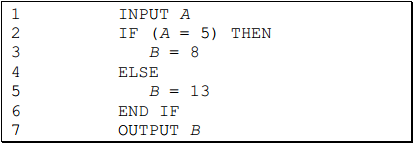 1 INPUT A
2 IF (A = 5) THEN
3 B = 8
4 ELSE
5 B = 13
6 END IF
7 OUTPUT B